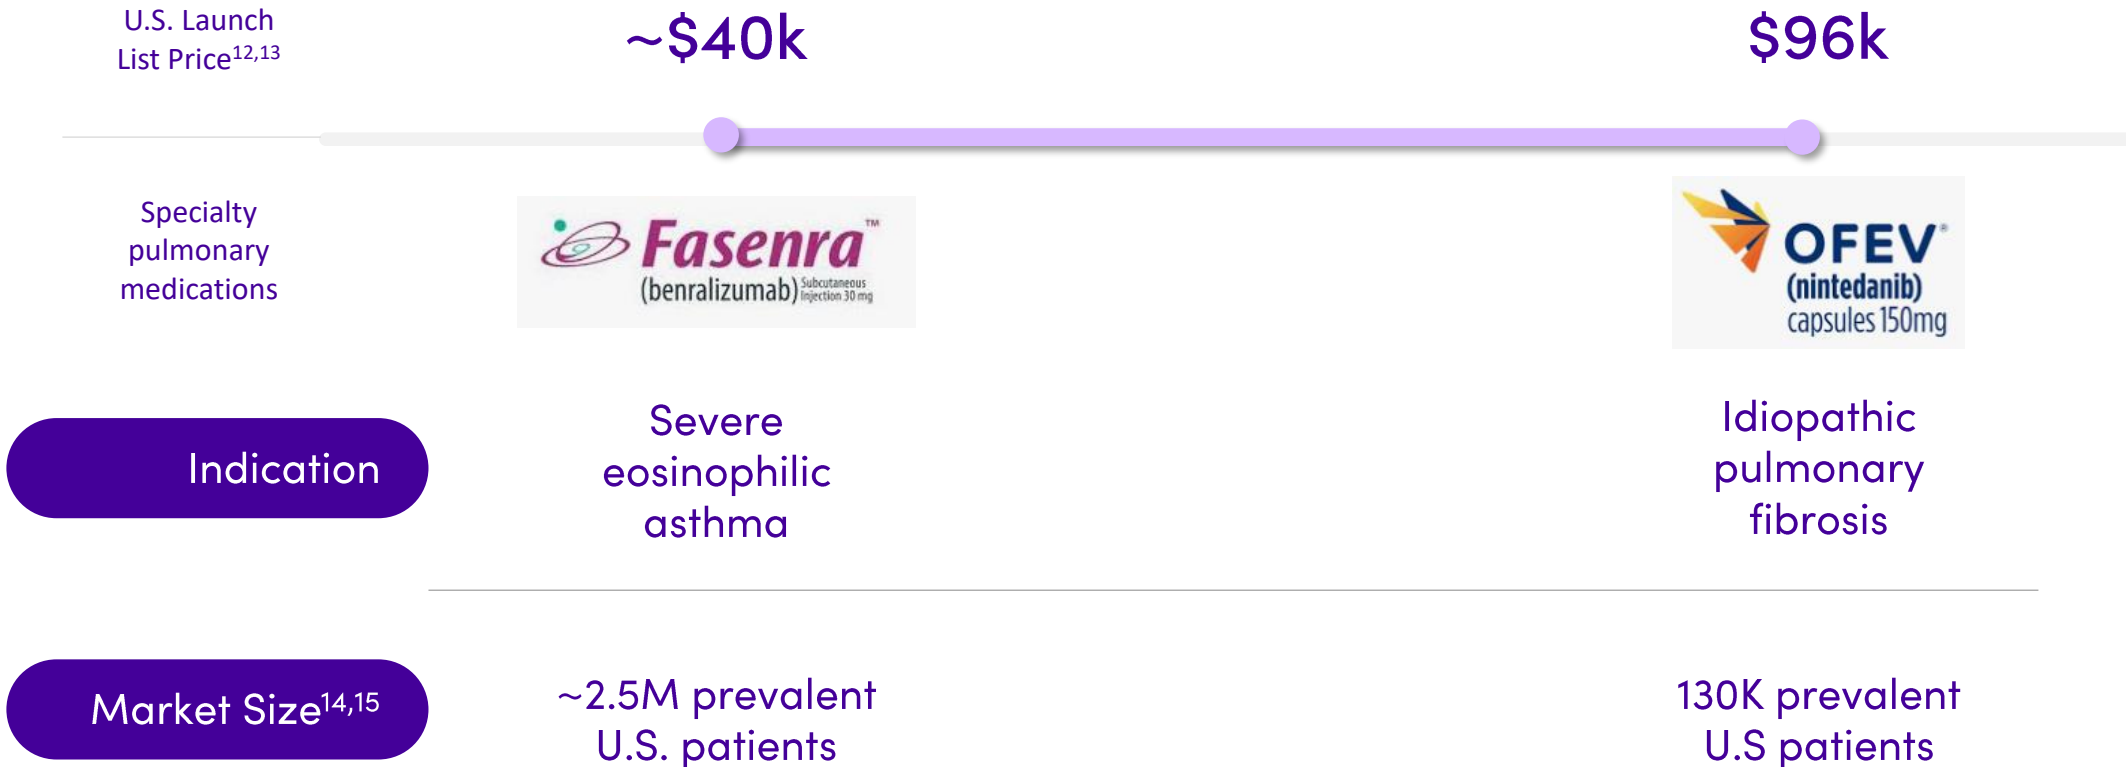 U.S. Launch
List Price12,13
~$40k
$96k
Specialty
pulmonary
medications
Fasenra™
(benralizumab) Subcutaneous
Injection 30 mg
OFEV®
(nintedanib)
capsules 150mg
Indication
Severe
eosinophilic
asthma
Idiopathic
pulmonary
fibrosis
Market Size14,15
~2.5M prevalent
U.S. patients
130K prevalent
U.S patients